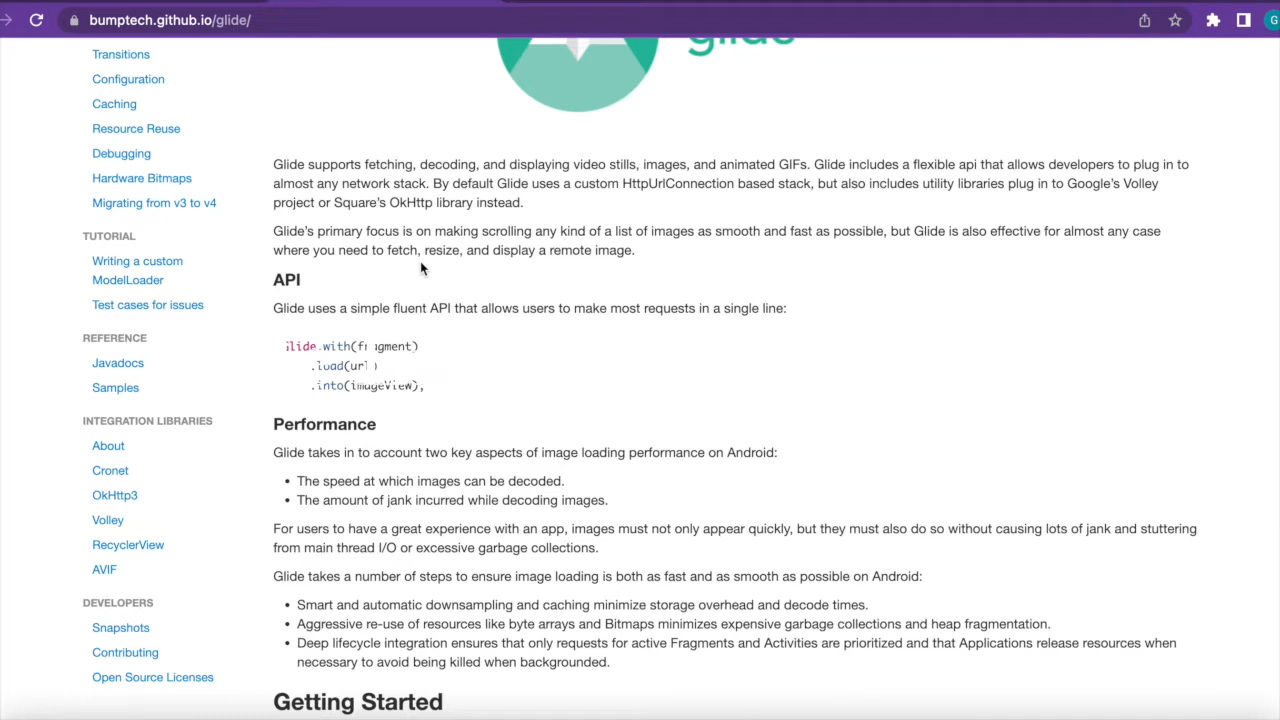 bumptech.github.io/glide/
G
glide
Transitions
Configuration
Caching
Resource Reuse
Debugging
Hardware Bitmaps
Migrating from v3 to v4
TUTORIAL
Writing a custom
ModelLoader
Test cases for issues
REFERENCE
Javadocs
Samples
INTEGRATION LIBRARIES
About
Cronet
OkHttp3
Volley
RecyclerView
AVIF
DEVELOPERS
Snapshots
Contributing
Open Source Licenses
Glide supports fetching, decoding, and displaying video stills, images, and animated GIFs. Glide includes a flexible api that allows developers to plug in to
almost any network stack. By default Glide uses a custom HttpUrlConnection based stack, but also includes utility libraries plug in to Google's Volley
project or Square's OkHttp library instead.
Glide's primary focus is on making scrolling any kind of a list of images as smooth and fast as possible, but Glide is also effective for almost any case
where you need to fetch, resize, and display a remote image.
API
Glide uses a simple fluent API that allows users to make most requests in a single line:
Glide.with(fragment)
.load(url)
.into(imageView);
Performance
Glide takes in to account two key aspects of image loading performance on Android:
• The speed at which images can be decoded.
• The amount of jank incurred while decoding images.
For users to have a great experience with an app, images must not only appear quickly, but they must also do so without causing lots of jank and stuttering
from main thread I/O or excessive garbage collections.
Glide takes a number of steps to ensure image loading is both as fast and as smooth as possible on Android:
• Smart and automatic downsampling and caching minimize storage overhead and decode times.
• Aggressive re-use of resources like byte arrays and Bitmaps minimizes expensive garbage collections and heap fragmentation.
• Deep lifecycle integration ensures that only requests for active Fragments and Activities are prioritized and that Applications release resources when
necessary to avoid being killed when backgrounded.
Getting Started